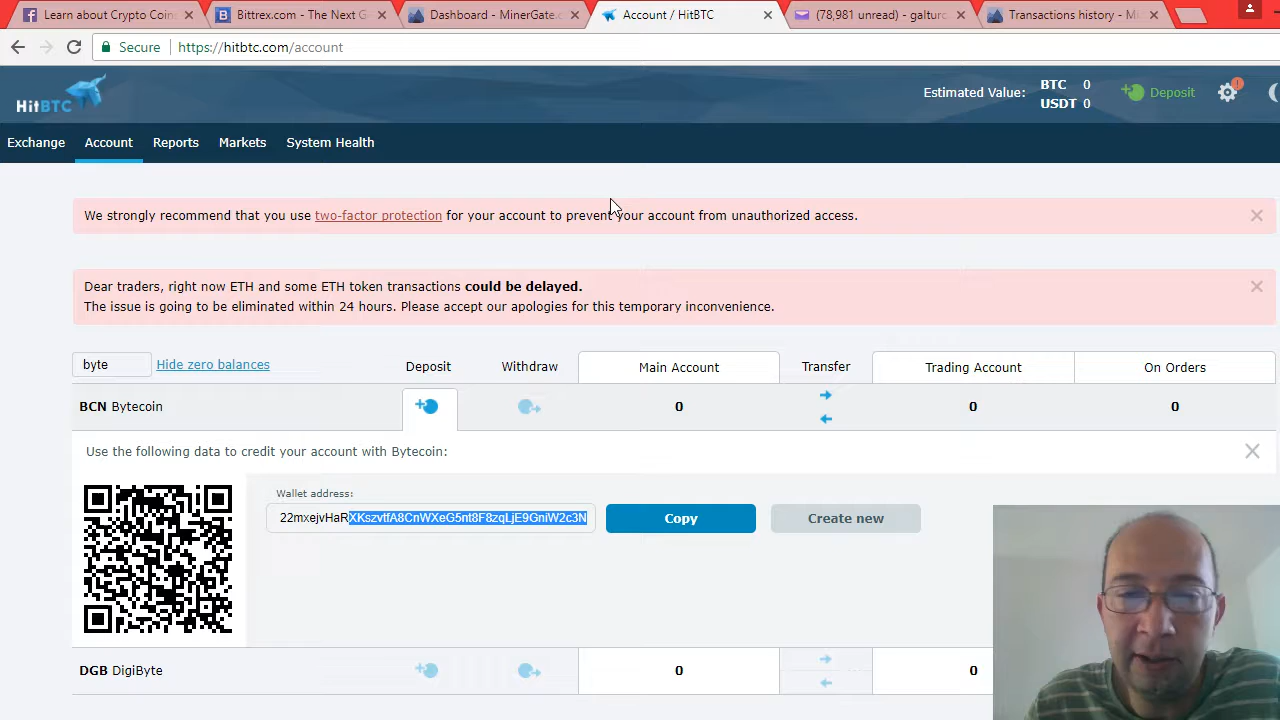 Learn about Crypto Coins
Bittrex.com - The Next G
Dashboard - MinerGate.c
Account / HitBTC
(78,981 unread) - galturc
Transactions history - Mi
Secure
https://hitbtc.com/account
HitBTC
Estimated Value:
BTC 0
USDT 0
Deposit
Exchange
Account
Reports
Markets
System Health
We strongly recommend that you use two-factor protection for your account to prevent your account from unauthorized access.
Dear traders, right now ETH and some ETH token transactions could be delayed.
The issue is going to be eliminated within 24 hours. Please accept our apologies for this temporary inconvenience.
byte
Hide zero balances
Deposit
Withdraw
Main Account
Transfer
Trading Account
On Orders
BCN Bytecoin
0
0
0
Use the following data to credit your account with Bytecoin:
Wallet address:
22mxejvHaRXKszvtfA8CnWXeG5nt8F8zqLjE9GniW2c3N
Copy
Create new
DGB DigiByte
0
0